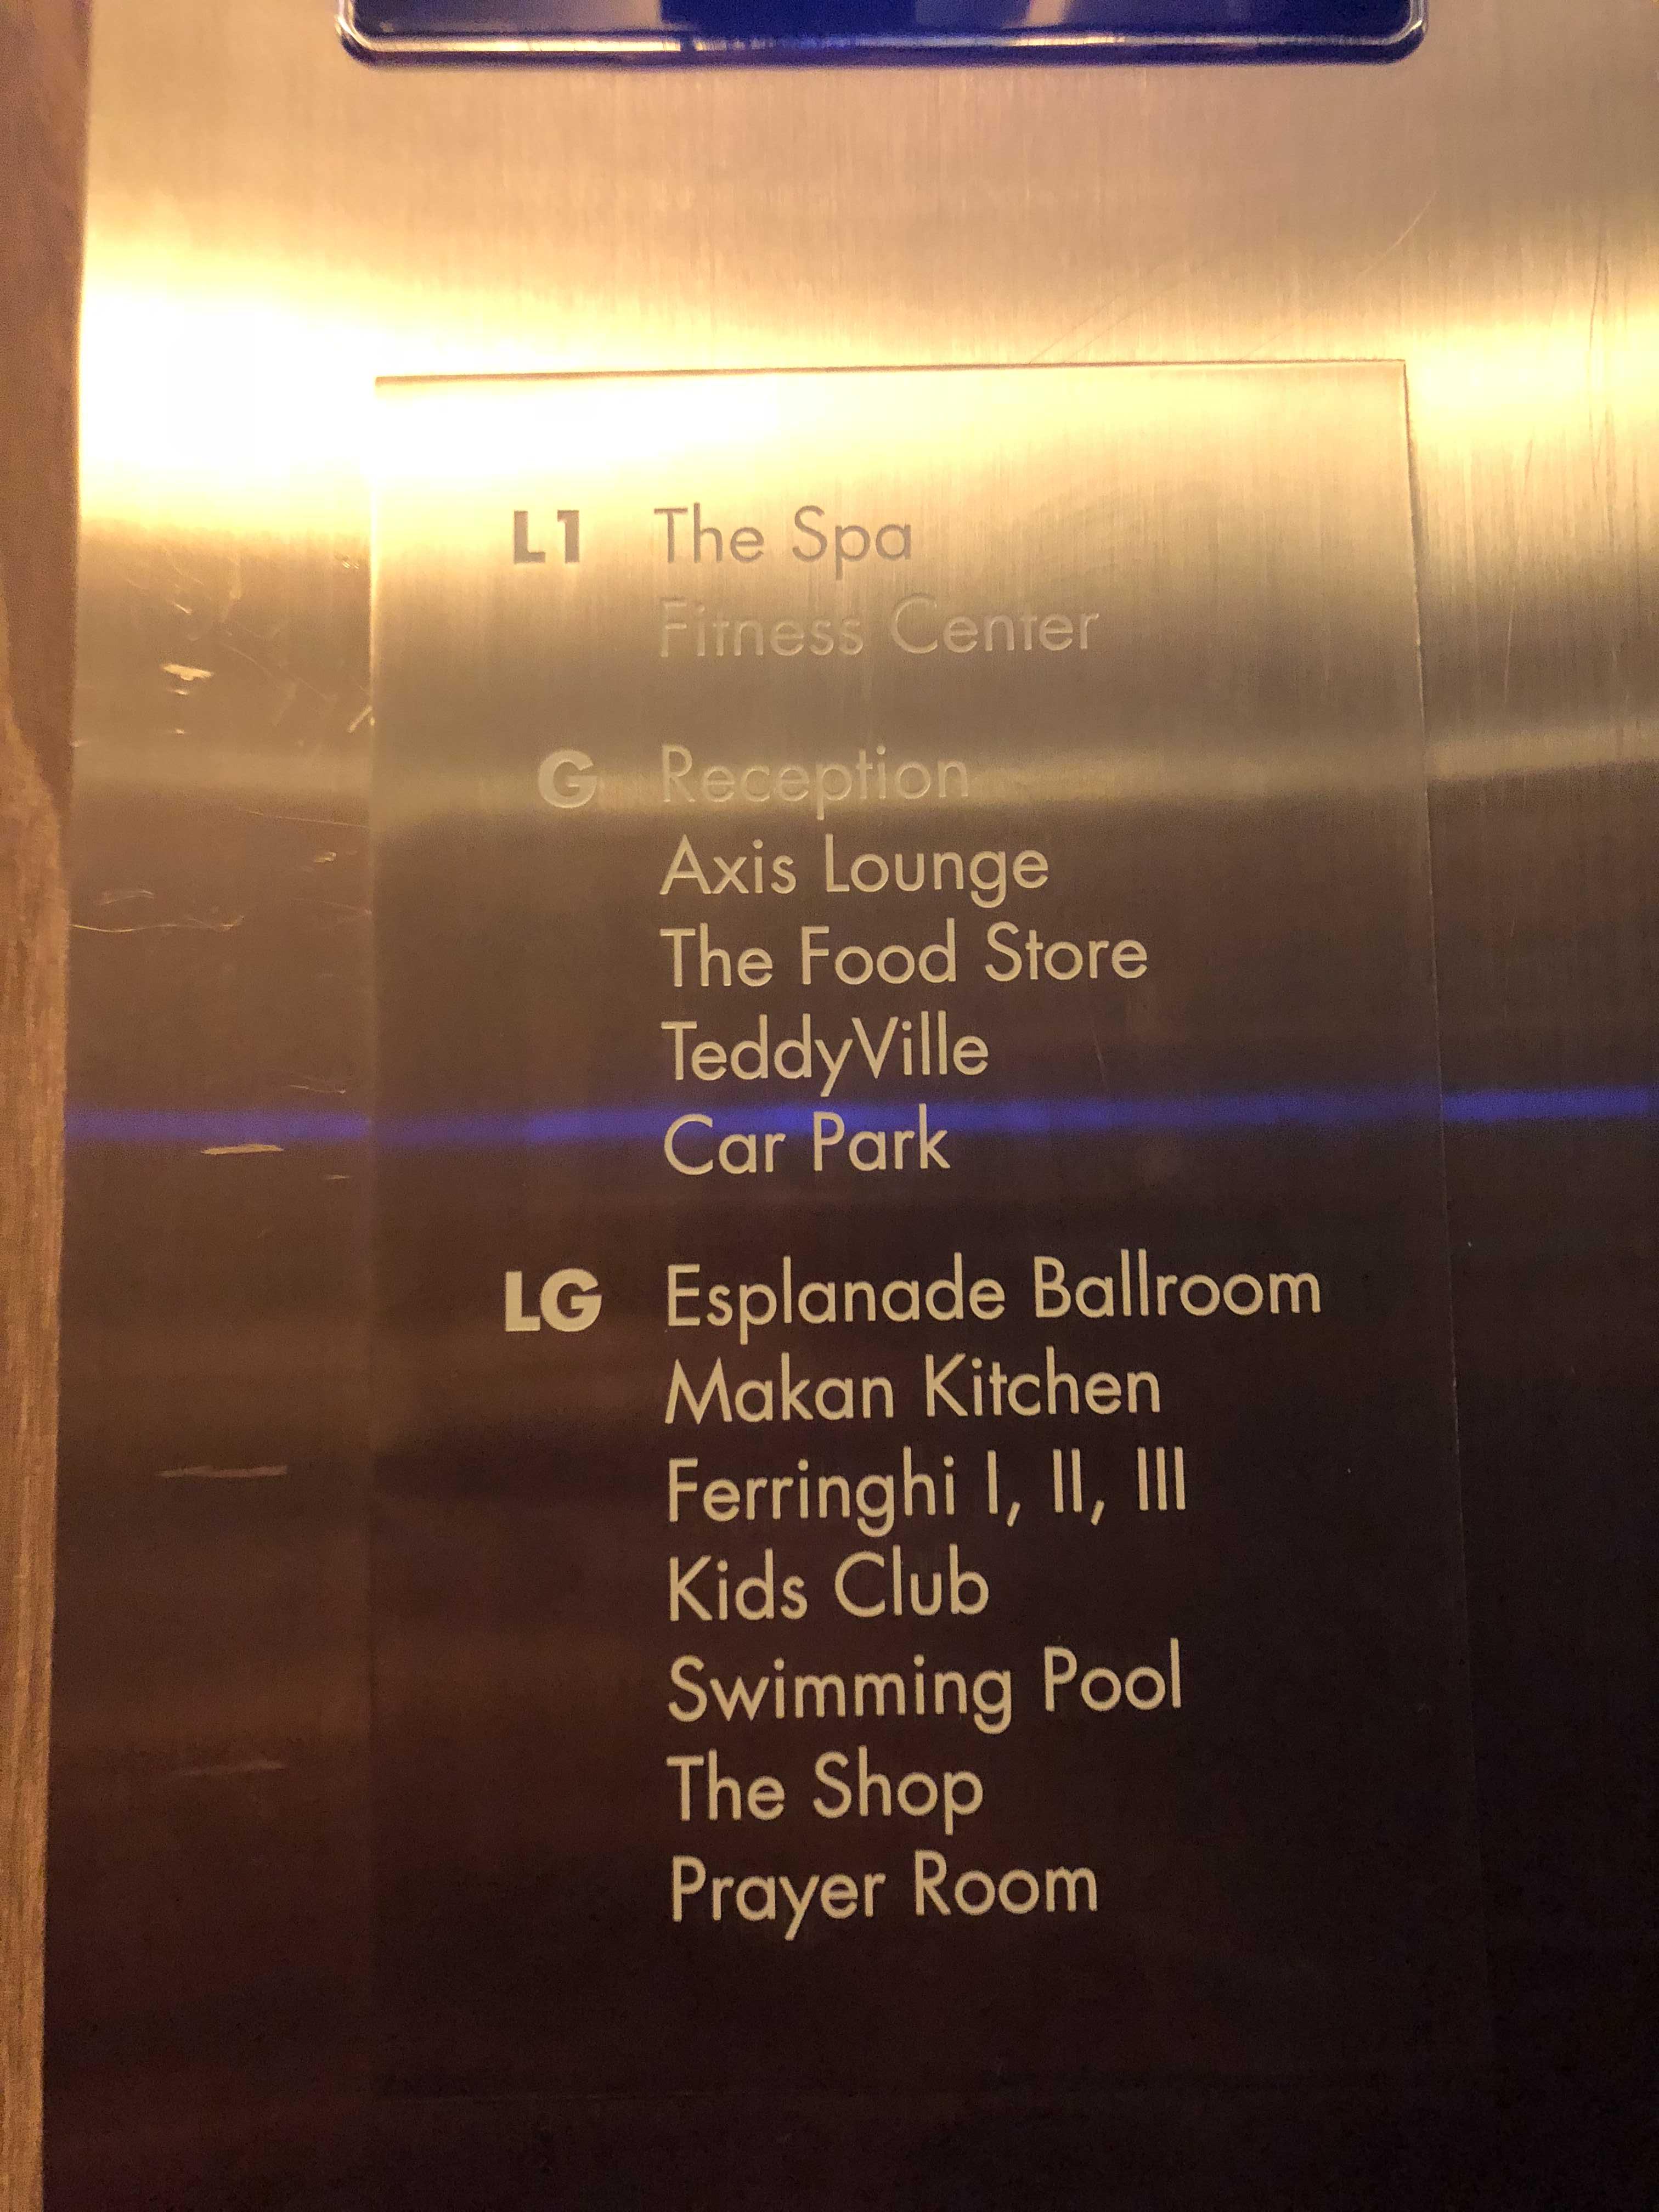 L1 The Spa
Fitness Center
G Reception
Axis Lounge
The Food Store
TeddyVille
Car Park
LG Esplanade Ballroom
Makan Kitchen
Ferringhi I, II, III
Kids Club
Swimming Pool
The Shop
Prayer Room